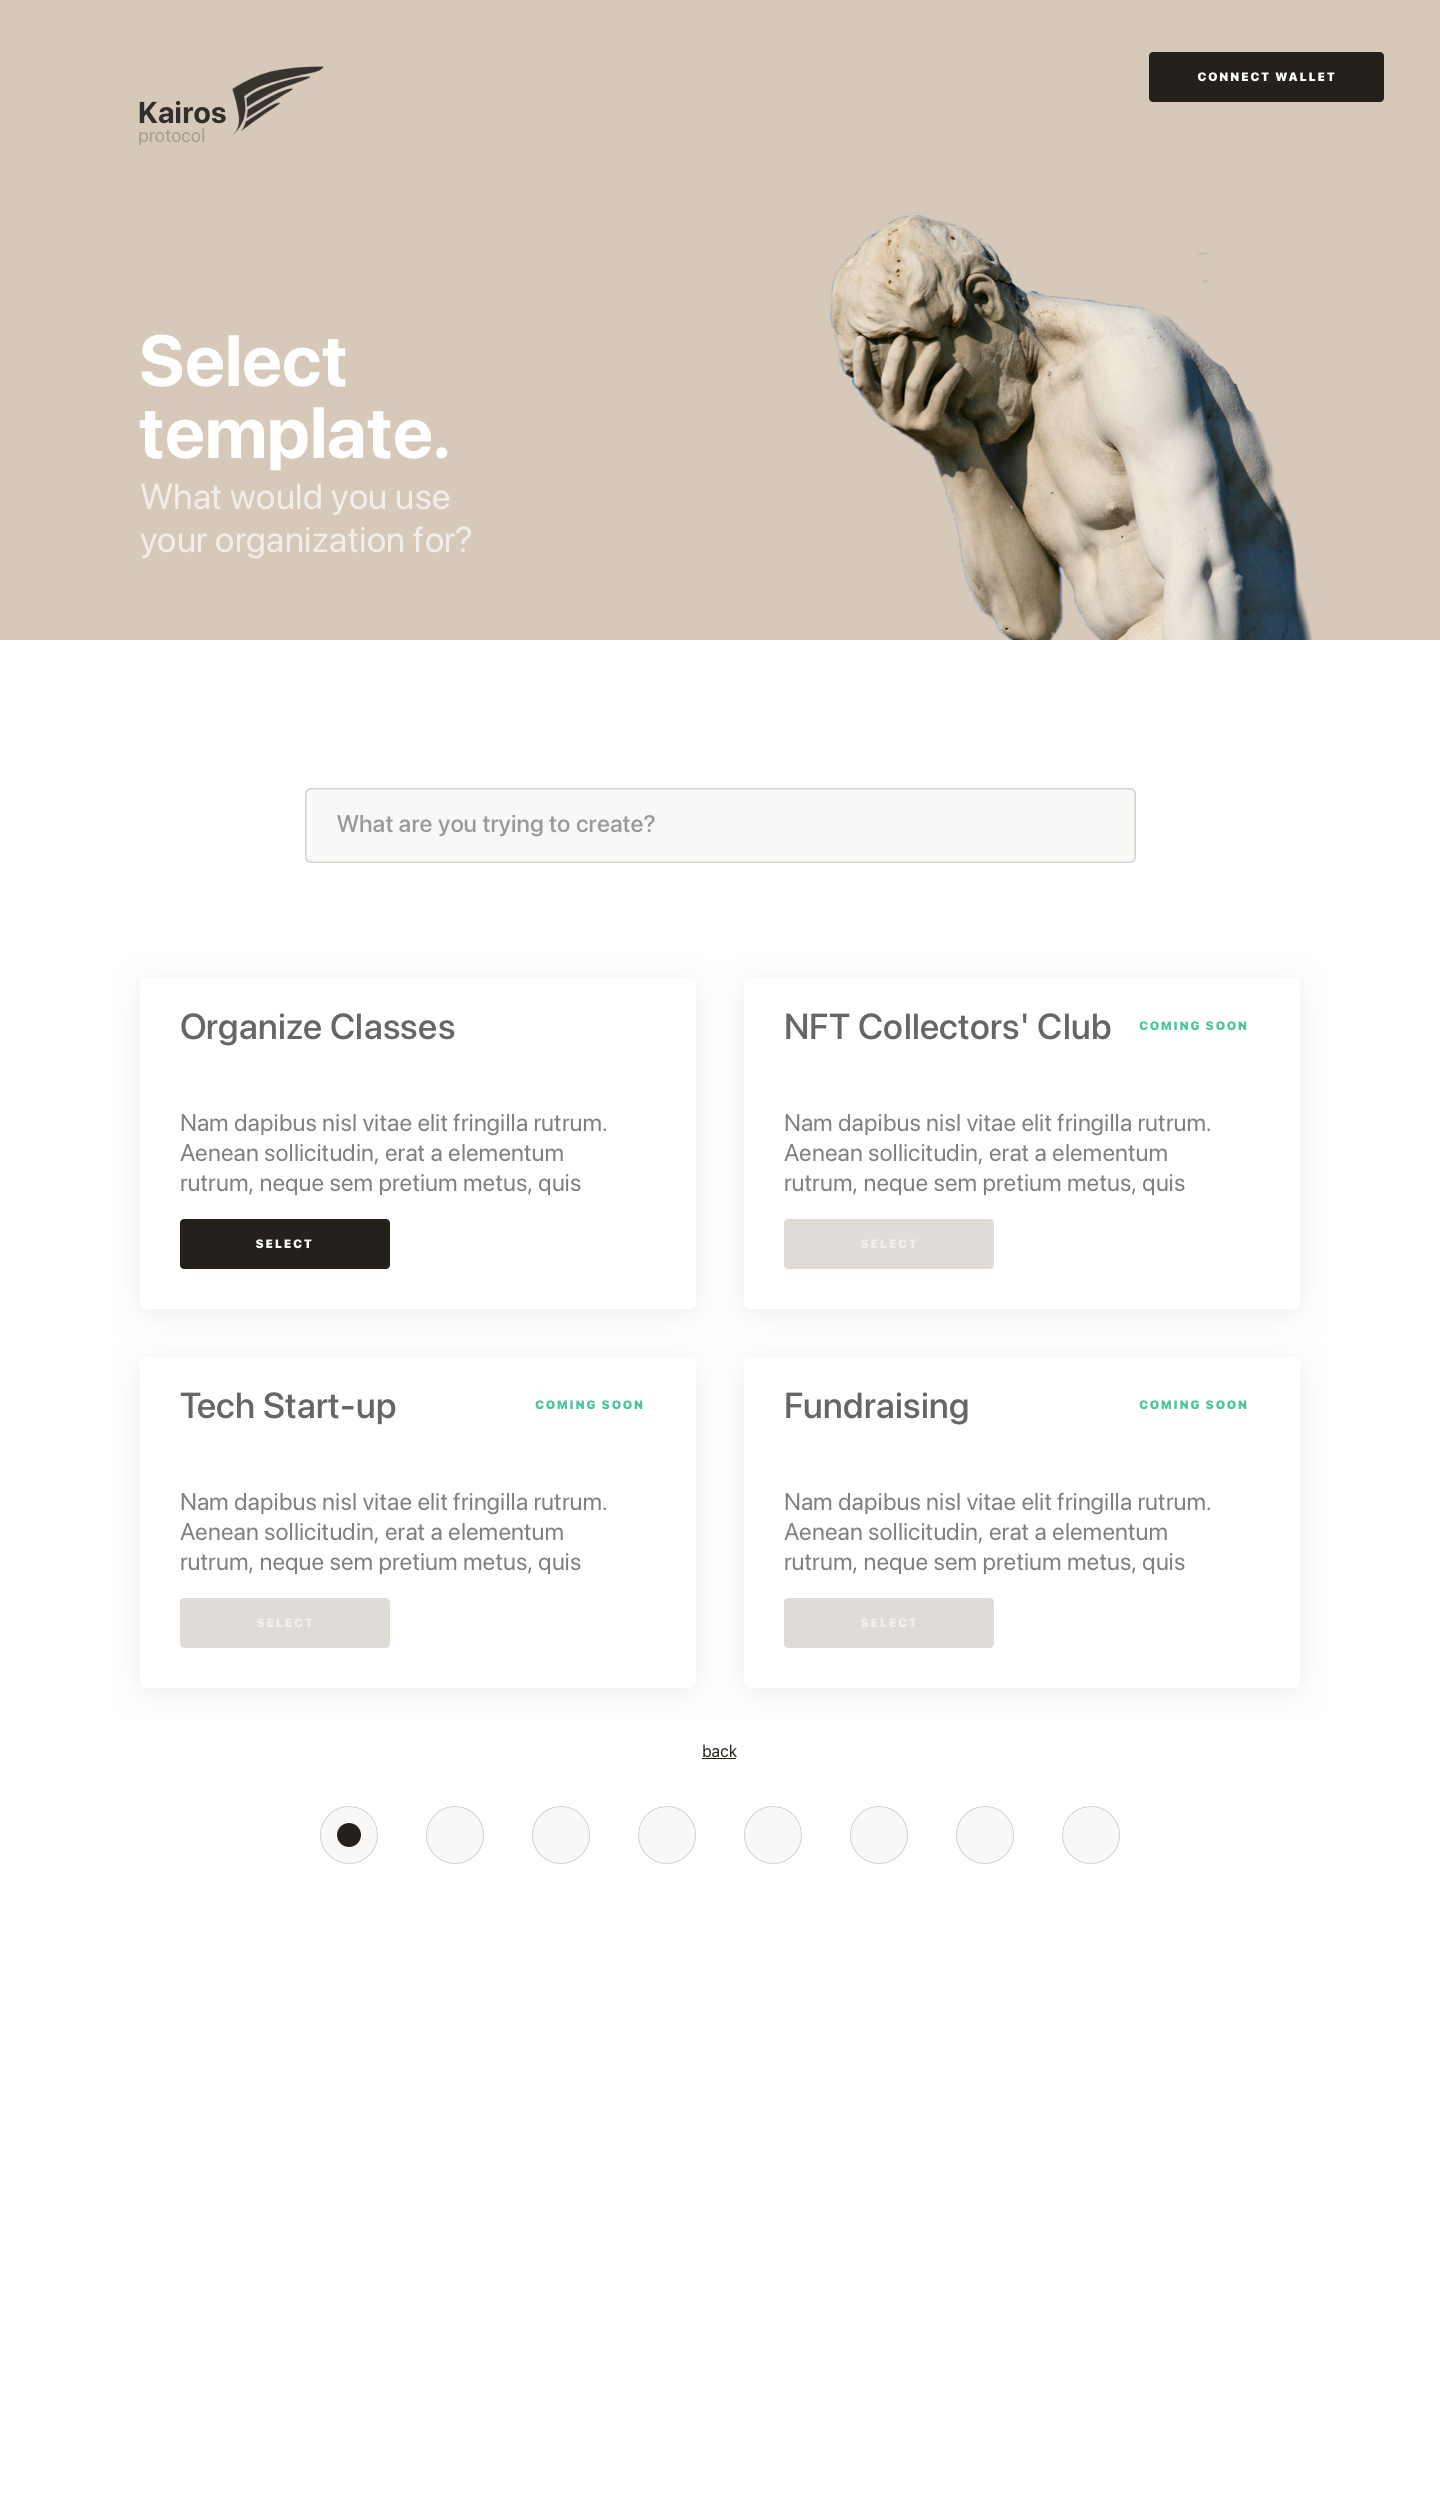 Kairos
protocol
CONNECT WALLET
Select
template.
What would you use
your organization for?
What are you trying to create?
Organize Classes
Nam dapibus nisl vitae elit fringilla rutrum.
Aenean sollicitudin, erat a elementum
rutrum, neque sem pretium metus, quis
SELECT
NFT Collectors' Club
COMING SOON
Nam dapibus nisl vitae elit fringilla rutrum.
Aenean sollicitudin, erat a elementum
rutrum, neque sem pretium metus, quis
SELECT
Tech Start-up
COMING SOON
Nam dapibus nisl vitae elit fringilla rutrum.
Aenean sollicitudin, erat a elementum
rutrum, neque sem pretium metus, quis
SELECT
Fundraising
COMING SOON
Nam dapibus nisl vitae elit fringilla rutrum.
Aenean sollicitudin, erat a elementum
rutrum, neque sem pretium metus, quis
SELECT
back